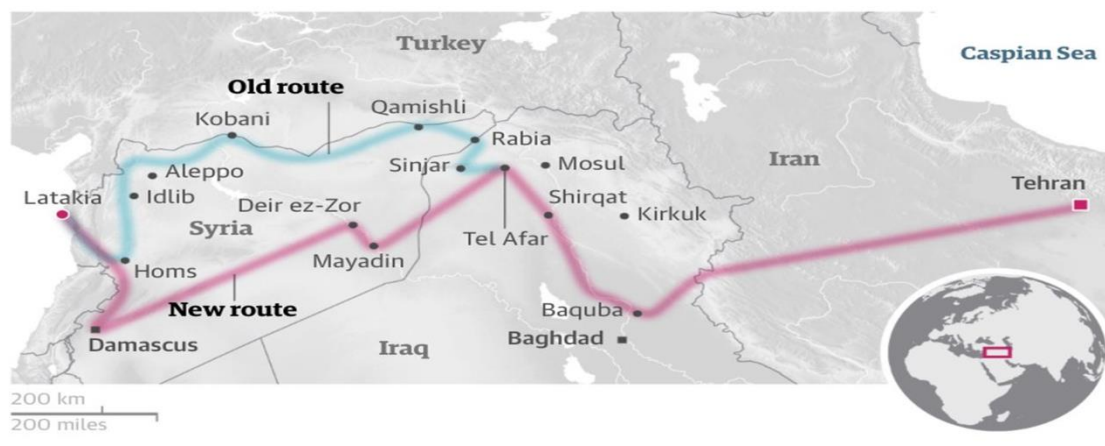 Turkey
Caspian Sea
Old route
Qamishli
Kobani
Rabia
Sinjar
Mosul
Iran
Aleppo
Tehran
Latakia
Idlib
Shirqat
Deir ez-Zor
Kirkuk
Syria
Tel Afar
Mayadin
Homs
New route
Baquba
Baghdad
Damascus
Iraq
200 km
200 miles